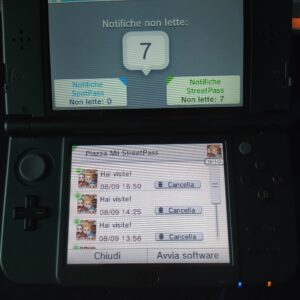 Notifiche non lette:
7
Notifiche
SpotPass
Non lette: 0
Notifiche
StreetPass
Non lette: 7
Piazza Mii StreetPass
Hai visite!
08/09 16:50
Cancella
Hai visite!
08/09 14:25
Cancella
Hai visite!
08/09 13:56
Cancella
Chiudi
Avvia software